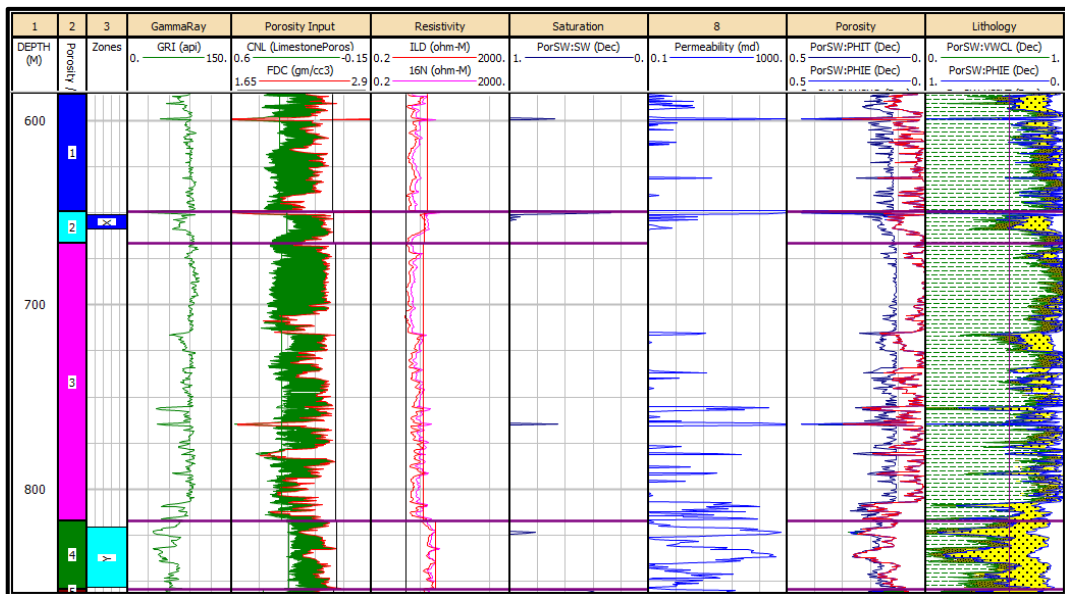 1 2 3 GammaRay Porosity Input Resistivity Saturation 8 Porosity Lithology
DEPTH (M) Porosity / Zones GRI (api) CNL (LimestonePoros) ILD (ohm-M) PorSW:SW (Dec) Permeability (md) PorSW:PHIT (Dec) PorSW:VWCL (Dec)
0. 150. 0.6 -0.15 0.2 2000. 1. 0. 0.1 1000. 0.5 0. 0. 1.
FDC (gm/cc3) 16N (ohm-M) PorSW:PHIE (Dec) PorSW:PHIE (Dec)
1.65 2.9 0.2 2000. 0.5 0. 1. 0.
600
1
X
2
700
3
800
4
Y
5